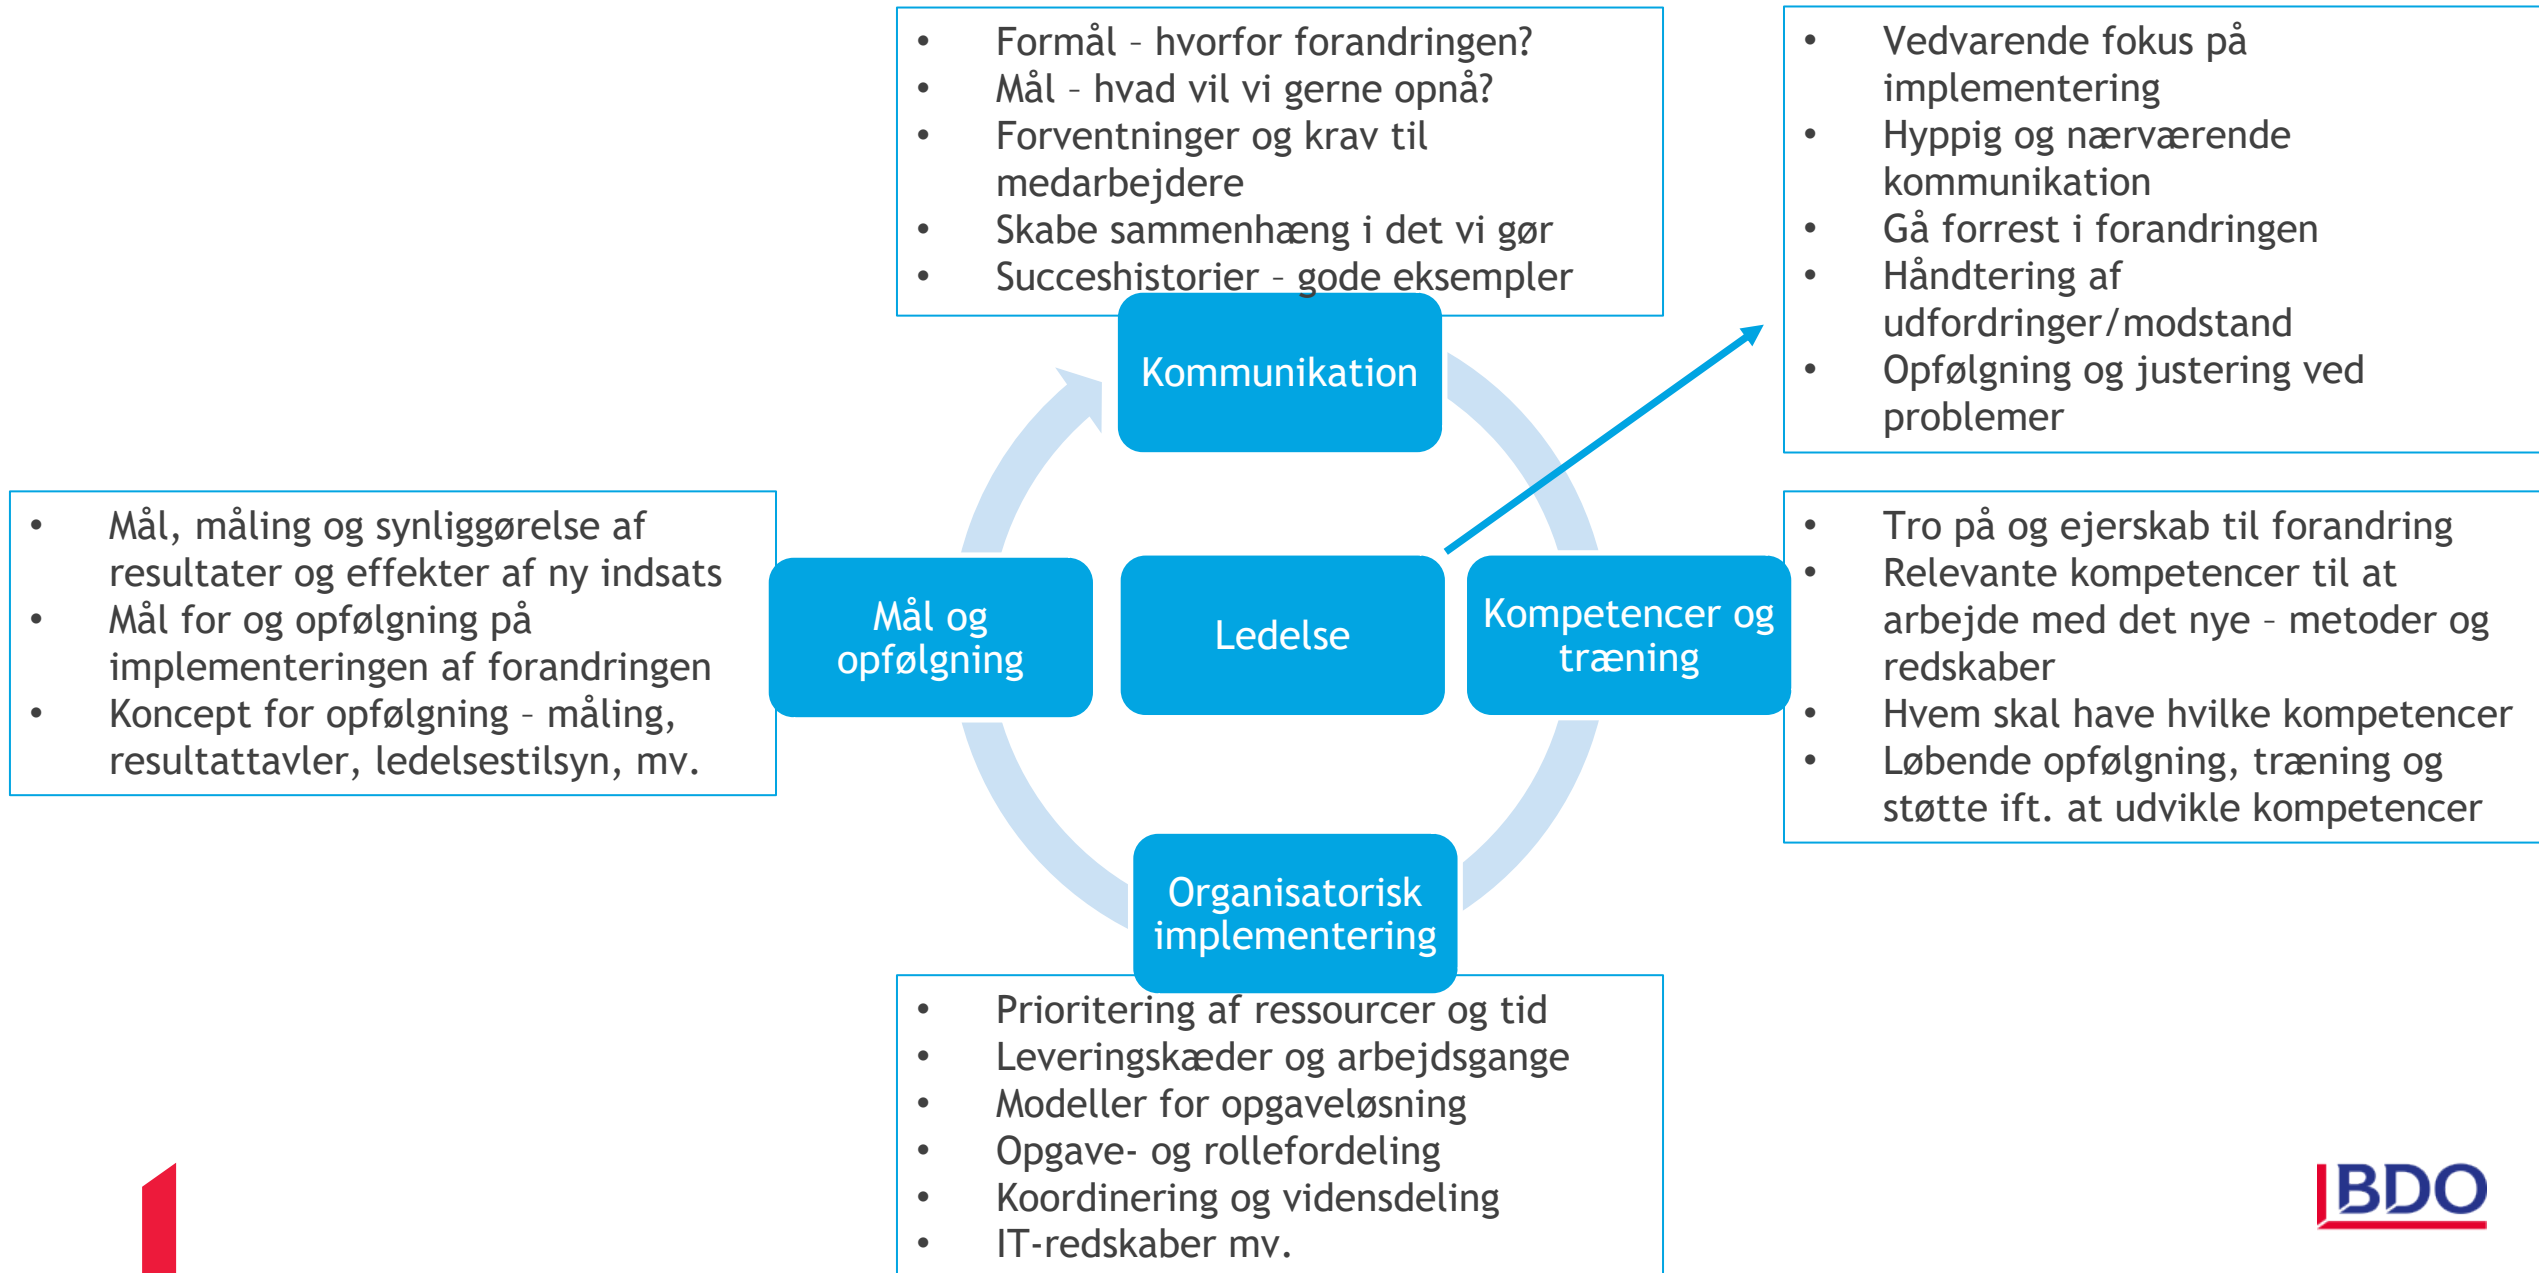 • Formål – hvorfor forandringen?
• Mål – hvad vil vi gerne opnå?
• Forventninger og krav til
medarbejdere
• Skabe sammenhæng i det vi gør
• Succeshistorier – gode eksempler
• Vedvarende fokus på
implementering
• Hyppig og nærværende
kommunikation
• Gå forrest i forandringen
• Håndtering af
udfordringer/modstand
• Opfølgning og justering ved
problemer
Kommunikation
• Mål, måling og synliggørelse af
resultater og effekter af ny indsats
• Mål for og opfølgning på
implementeringen af forandringen
• Koncept for opfølgning – måling,
resultattavler, ledelsestilsyn, mv.
Mål og
opfølgning
Ledelse
Kompetencer og
træning
• Tro på og ejerskab til forandring
• Relevante kompetencer til at
arbejde med det nye – metoder og
redskaber
• Hvem skal have hvilke kompetencer
• Løbende opfølgning, træning og
støtte ift. at udvikle kompetencer
Organisatorisk
implementering
• Prioritering af ressourcer og tid
• Leveringskæder og arbejdsgange
• Modeller for opgaveløsning
• Opgave- og rollefordeling
• Koordinering og vidensdeling
• IT-redskaber mv.
BDO